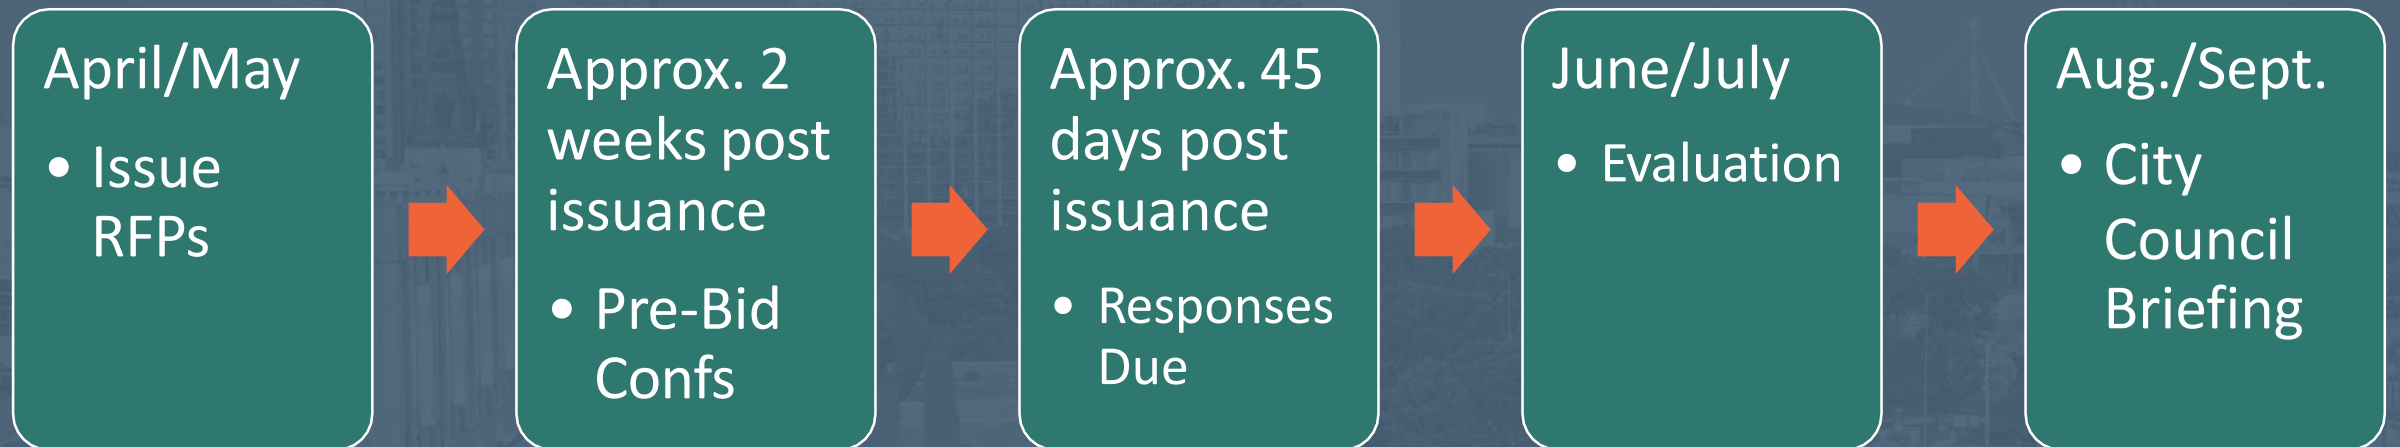 April/May
• Issue
RFPs
Approx. 2
weeks post
issuance
• Pre-Bid
Confs
Approx. 45
days post
issuance
• Responses
Due
June/July
• Evaluation
Aug./Sept.
• City
Council
Briefing